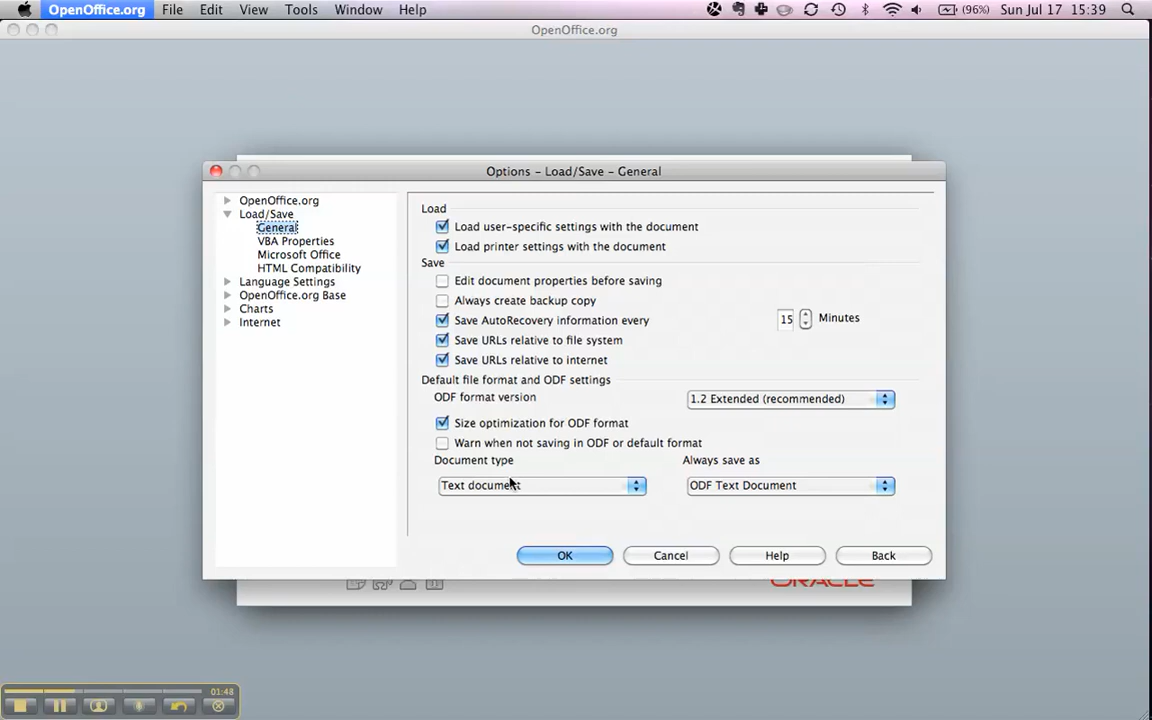 OpenOffice.org File Edit View Tools Window Help (96%) Sun Jul 17 15:39
OpenOffice.org
Options - Load/Save - General
OpenOffice.org
Load/Save
General
VBA Properties
Microsoft Office
HTML Compatibility
Language Settings
OpenOffice.org Base
Charts
Internet
Load
Load user-specific settings with the document
Load printer settings with the document
Save
Edit document properties before saving
Always create backup copy
Save AutoRecovery information every 15 Minutes
Save URLs relative to file system
Save URLs relative to internet
Default file format and ODF settings
ODF format version 1.2 Extended (recommended)
Size optimization for ODF format
Warn when not saving in ODF or default format
Document type Always save as
Text document ODF Text Document
OK Cancel Help Back
ORACLE
01:48